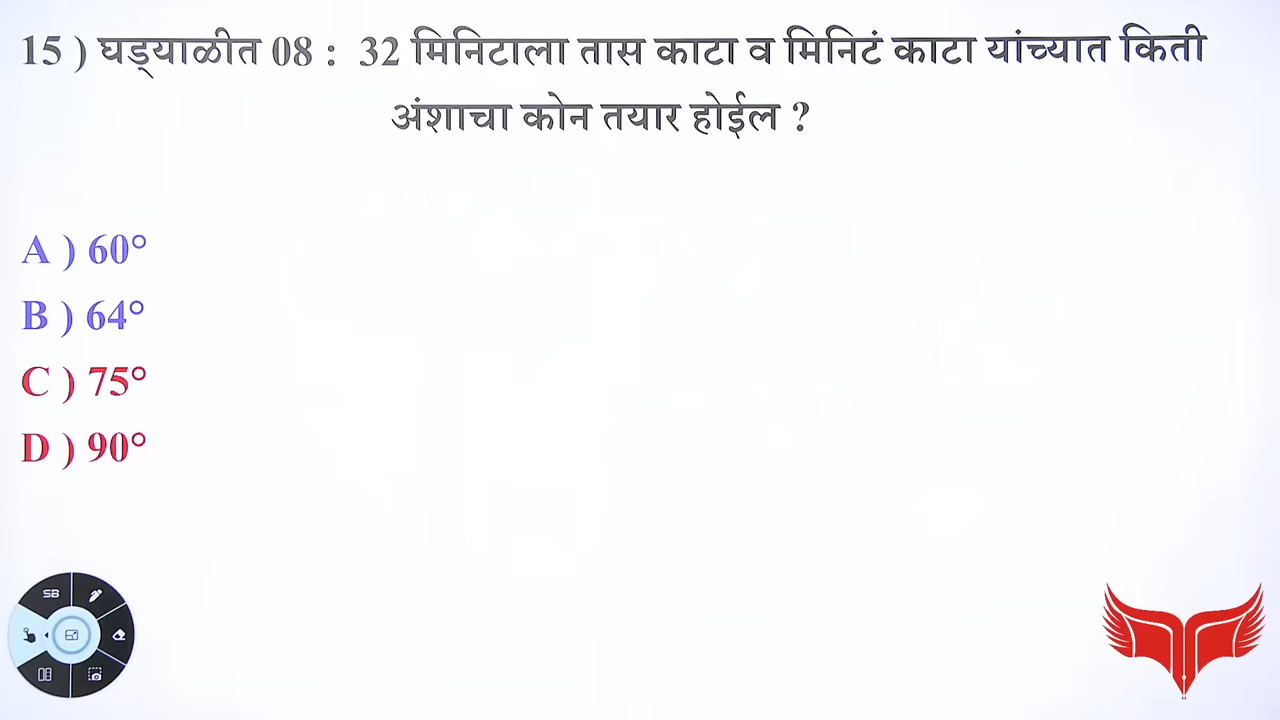 15 ) घड्याळीत 08 : 32 मिनिटाला तास काटा व मिनिटं काटा यांच्यात किती
अंशाचा कोन तयार होईल ?
A ) 60°
B ) 64°
C ) 75°
D ) 90°
SB